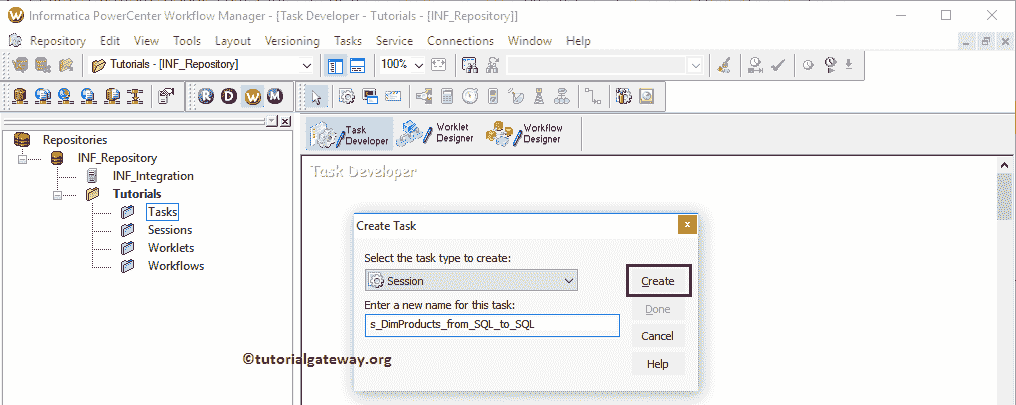 Informatica PowerCenter Workflow Manager - [Task Developer - Tutorials - [INF_Repository]]
Repository Edit View Tools Layout Versioning Tasks Service Connections Window Help
Tutorials - [INF_Repository]
100%
R D W M
Repositories
INF_Repository
INF_Integration
Tutorials
Tasks
Sessions
Worklets
Workflows
Task Developer
Worklet Designer
Workflow Designer
Task Developer
Create Task
Select the task type to create:
Session
Create
Enter a new name for this task:
Done
s_DimProducts_from_SQL_to_SQL
Cancel
Help
©tutorialgateway.org